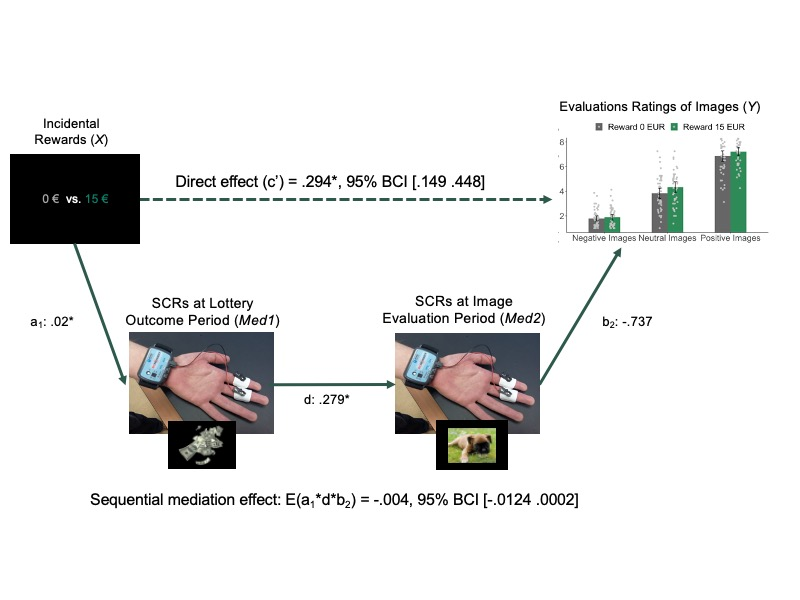 Incidental
Rewards (X)
0 € vs. 15 €
Direct effect (c’) = .294*, 95% BCI [.149 .448]
Evaluations Ratings of Images (Y)
Reward 0 EUR Reward 15 EUR
8
6
4
2
Negative Images Neutral Images Positive Images
a₁: .02*
SCRs at Lottery
Outcome Period (Med1)
d: .279*
SCRs at Image
Evaluation Period (Med2)
b₂: -.737
Sequential mediation effect: E(a₁*d*b₂) = -.004, 95% BCI [-.0124 .0002]